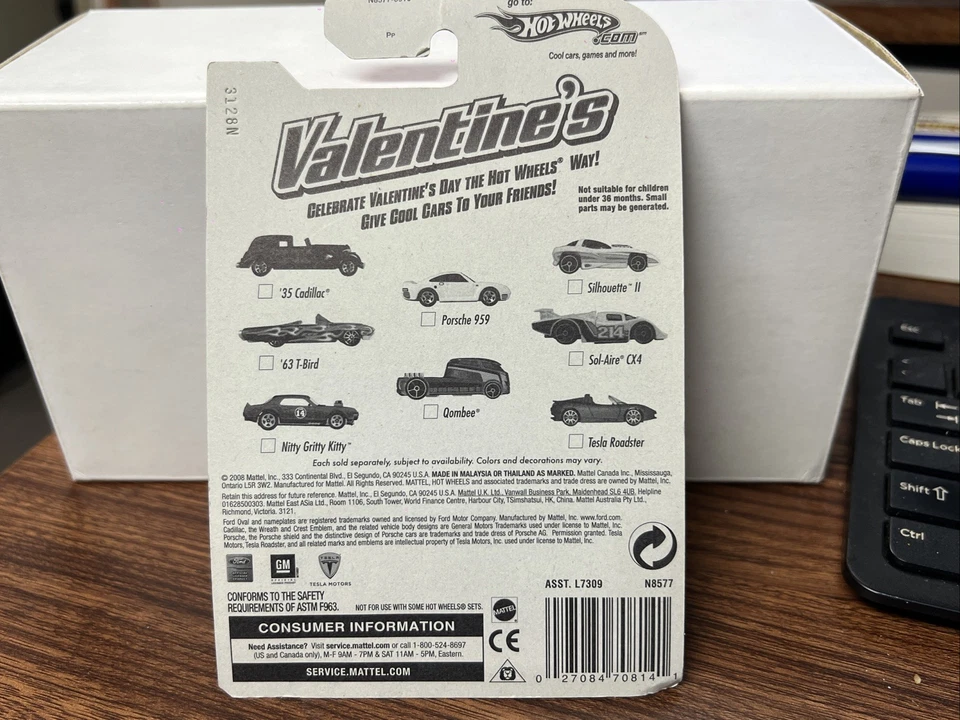 go to:
HOT WHEELS
.COM
Cool cars, games and more!
Pp
3128N
Valentine's
CELEBRATE VALENTINE'S DAY THE HOT WHEELS® WAY!
GIVE COOL CARS TO YOUR FRIENDS!
Not suitable for children
under 36 months. Small
parts may be generated.
'35 Cadillac®
Porsche 959
Silhouette™ II
'63 T-Bird
214
Sol-Aire® CX4
14
Nitty Gritty Kitty™
Qombee®
Tesla Roadster
Each sold separately, subject to availability. Colors and decorations may vary.
© 2008 Mattel, Inc., 333 Continental Blvd., El Segundo, CA 90245 U.S.A. MADE IN MALAYSIA OR THAILAND AS MARKED. Mattel Canada Inc., Mississauga,
Ontario L5R 3W2. Manufactured for Mattel. All Rights Reserved. MATTEL, HOT WHEELS and associated trademarks and trade dress are owned by Mattel, Inc.
Retain this address for future reference. Mattel, Inc., El Segundo, CA 90245 U.S.A. Mattel U.K. Ltd., Vanwall Business Park, Maidenhead SL6 4UB. Helpline
01628500303. Mattel East ASia Ltd., Room 1106, South Tower, World Finance Centre, Harbour City, TSimshatsui, HK, China. Mattel Australia Pty Ltd.,
Richmond, Victoria. 3121.
Ford Oval and nameplates are registered trademarks owned and licensed by Ford Motor Company. Manufactured by Mattel, Inc. www.ford.com.
Cadillac, the Wreath and Crest Emblem, and the related vehicle body designs are General Motors Trademarks used under license to Mattel, Inc.
Porsche, the Porsche shield and the distinctive design of Porsche cars are trademarks and trade dress of Porsche AG. Permission granted. Tesla
Motors, Tesla Roadster, and all related marks and emblems are intellectual property of Tesla Motors, Inc. used under license to Mattel, Inc.
Ford
GM
TESLA
TESLA MOTORS
ASST. L7309
N8577
CONFORMS TO THE SAFETY
REQUIREMENTS OF ASTM F963.
NOT FOR USE WITH SOME HOT WHEELS® SETS.
MATTEL
CONSUMER INFORMATION
Need Assistance? Visit service.mattel.com or call 1-800-524-8697
(US and Canada only), M-F 9AM - 7PM & SAT 11AM - 5PM, Eastern.
SERVICE.MATTEL.COM
CE
0 27084 70814 1
Esc
Tab
Caps Lock
Shift
Ctrl